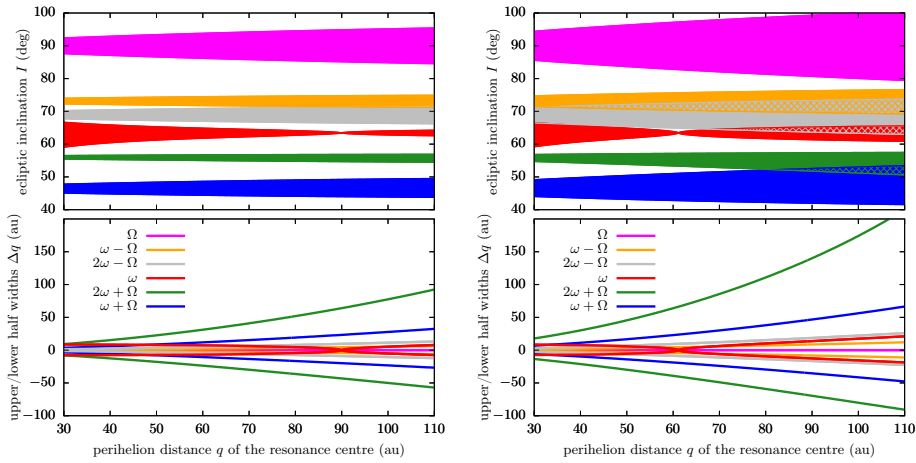 100
90
80
70
60
50
40
ecliptic inclination I (deg)
100
90
80
70
60
50
40
ecliptic inclination I (deg)
200
150
100
50
0
−50
−100
upper/lower half widths Δq (au)
Ω
ω − Ω
2ω − Ω
ω
2ω + Ω
ω + Ω
30 40 50 60 70 80 90 100 110
perihelion distance q of the resonance centre (au)
200
150
100
50
0
−50
−100
upper/lower half widths Δq (au)
Ω
ω − Ω
2ω − Ω
ω
2ω + Ω
ω + Ω
30 40 50 60 70 80 90 100 110
perihelion distance q of the resonance centre (au)